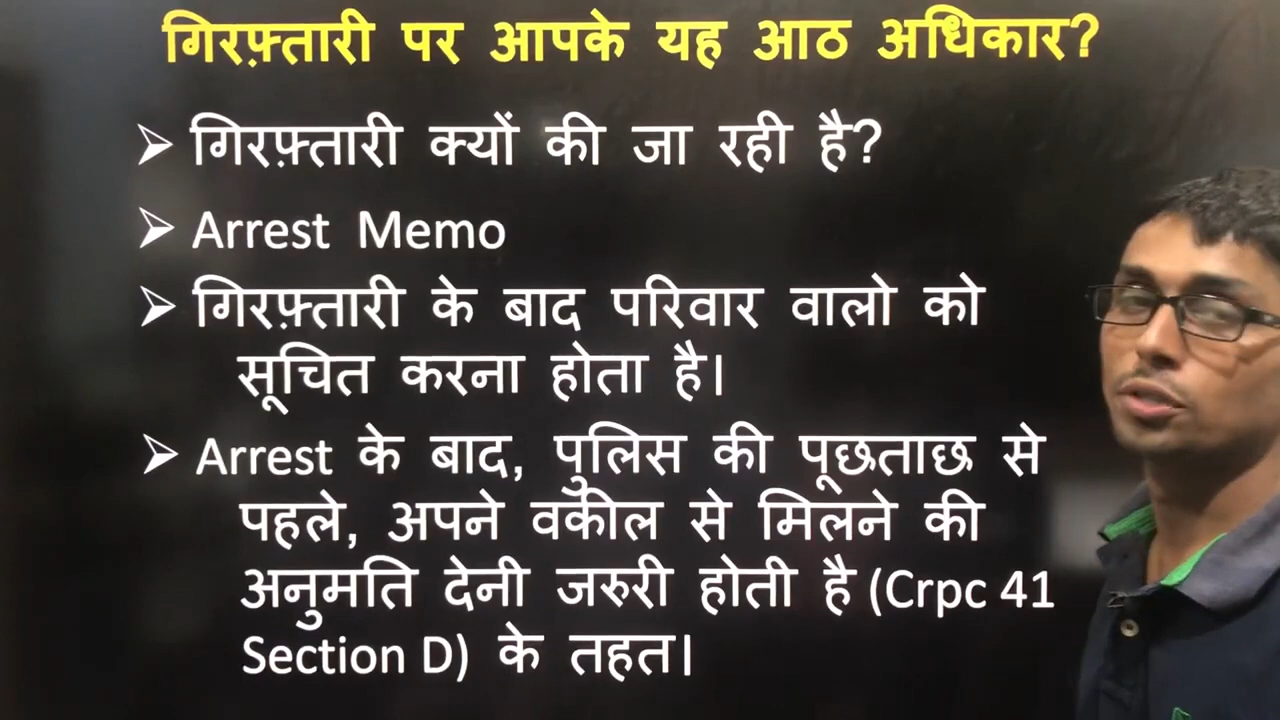 गिरफ़्तारी पर आपके यह आठ अधिकार?
➢ गिरफ़्तारी क्यों की जा रही है?
➢ Arrest Memo
➢ गिरफ़्तारी के बाद परिवार वालो को
सूचित करना होता है।
➢ Arrest के बाद, पुलिस की पूछताछ से
पहले, अपने वकील से मिलने की
अनुमति देनी जरुरी होती है (Crpc 41
Section D) के तहत।